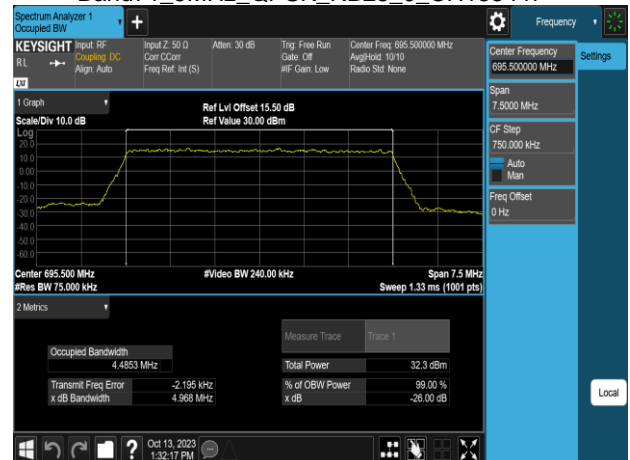 Spectrum Analyzer 1
Occupied BW
Frequency
KEYSIGHT
Input: RF
Coupling: DC
Align: Auto
R L
LXI
Input Z: 50 Ω
Corr CCorr
Freq Ref: Int (S)
Atten: 30 dB
Trig: Free Run
Gate: Off
#IF Gain: Low
Center Freq: 695.500000 MHz
Avg|Hold: 10/10
Radio Std: None
Center Frequency
695.500000 MHz
Settings
Span
7.5000 MHz
CF Step
750.000 kHz
Auto
Man
Freq Offset
0 Hz
1 Graph
Scale/Div 10.0 dB
Ref Lvl Offset 15.50 dB
Ref Value 30.00 dBm
Log
20.0
10.0
0.00
-10.0
-20.0
-30.0
-40.0
-50.0
-60.0
Center 695.500 MHz
#Video BW 240.00 kHz
Span 7.5 MHz
#Res BW 75.000 kHz
Sweep 1.33 ms (1001 pts)
2 Metrics
Measure Trace
Trace 1
Occupied Bandwidth
4.4853 MHz
Total Power
32.3 dBm
Transmit Freq Error
-2.195 kHz
% of OBW Power
99.00 %
x dB Bandwidth
4.968 MHz
x dB
-26.00 dB
Local
?
Oct 13, 2023
1:32:17 PM